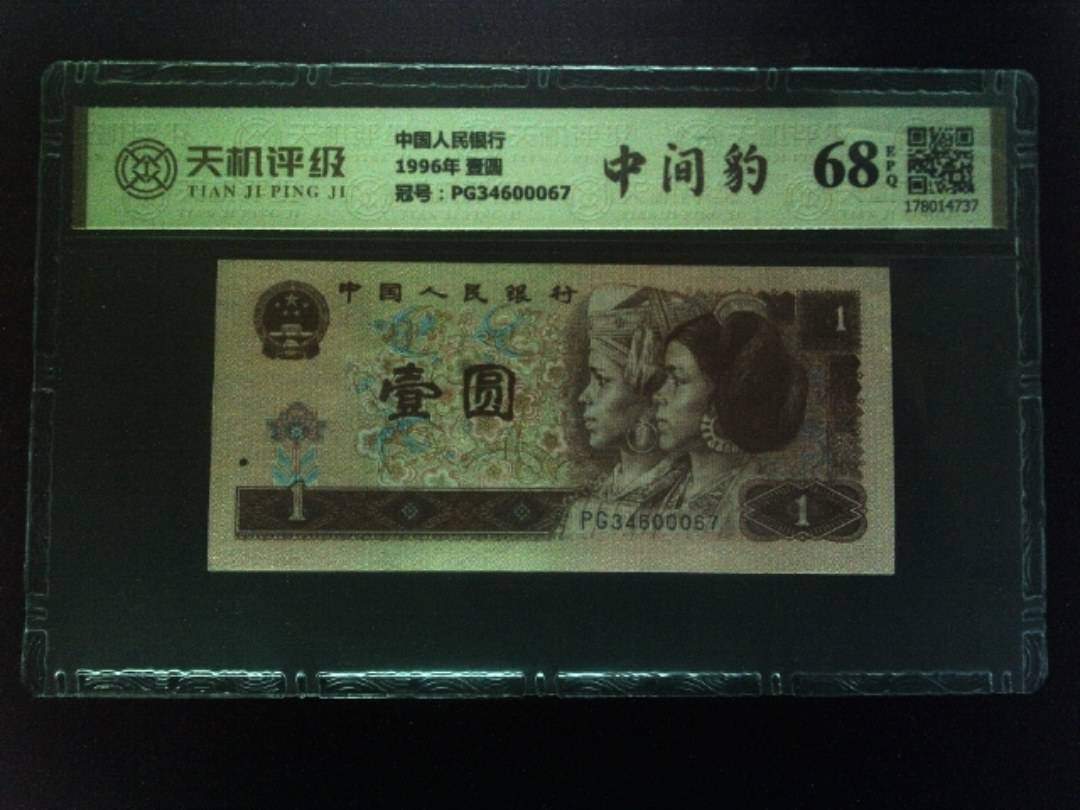 天机评级
TIAN JI PING JI
中国人民银行
1996年 壹圆
冠号：PG34600067
中间豹
68
EPQ
178014737
中国人民银行
1
壹圆
1
PG34600067
1